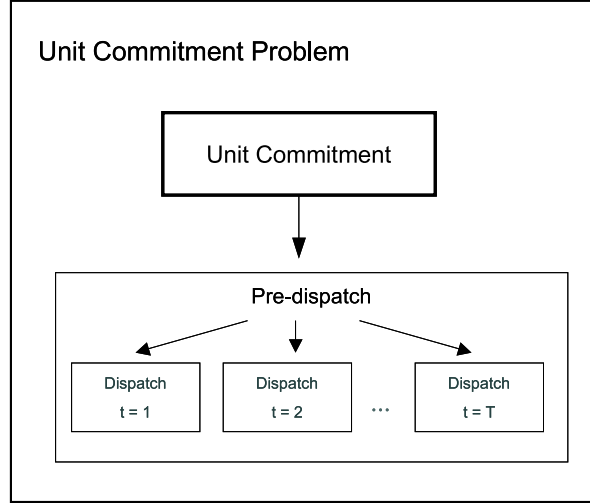 Unit Commitment Problem
Unit Commitment
Pre-dispatch
Dispatch
t = 1
Dispatch
t = 2
...
Dispatch
t = T